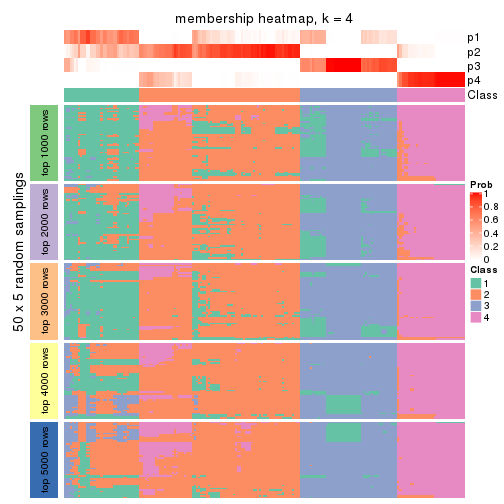 membership heatmap, k = 4
p1
p2
p3
p4
Class
50 x 5 random samplings
top 1000 rows
top 2000 rows
top 3000 rows
top 4000 rows
top 5000 rows
Prob
1
0.8
0.6
0.4
0.2
0
Class
1
2
3
4